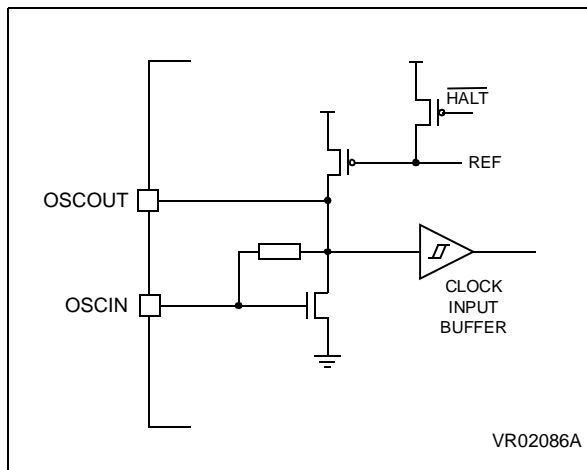 HALT
REF
OSCOUT
OSCIN
CLOCK
INPUT
BUFFER
VR02086A